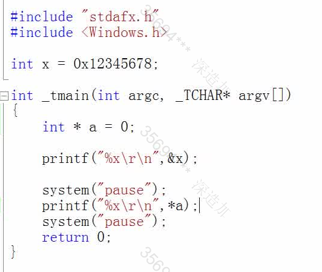 #include "stdafx.h"
#include <Windows.h>
int x = 0x12345678;
int _tmain(int argc, _TCHAR* argv[])
{
int * a = 0;
printf("%x\r\n",&x);
system("pause");
printf("%x\r\n",*a);
system("pause");
return 0;
}